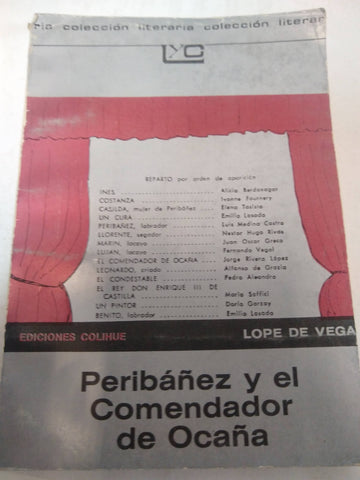 ria colección literaria colección literar
LyC
REPARTO por orden de aparición
INES ........ Alicia Berdaxagar
COSTANZA ........ Ivonne Fournery
CASILDA, mujer de Peribáñez .. Elena Tasisto
UN CURA ........ Emilia Losada
PERIBAÑEZ, labrador ........ Luis Medina Castro
LLORENTE, segador ........ Nestor Hugo Rivas
MARIN, lacayo ........ Juan Oscar Greco
LUJAN, lacayo ........ Fernando Vegal
EL COMENDADOR DE OCAÑA .... Jorge Rivera López
LEONARDO, criado ........ Alfonso de Grazia
EL CONDESTABLE ........ Pedro Aleandro
EL REY DON ENRIQUE III DE
CASTILLA ........ Mario Soffici
UN PINTOR ........ Darío Garzay
BENITO, labrador ........ Emilio Losada
EDICIONES COLIHUE
LOPE DE VEGA
Peribáñez y el
Comendador
de Ocaña